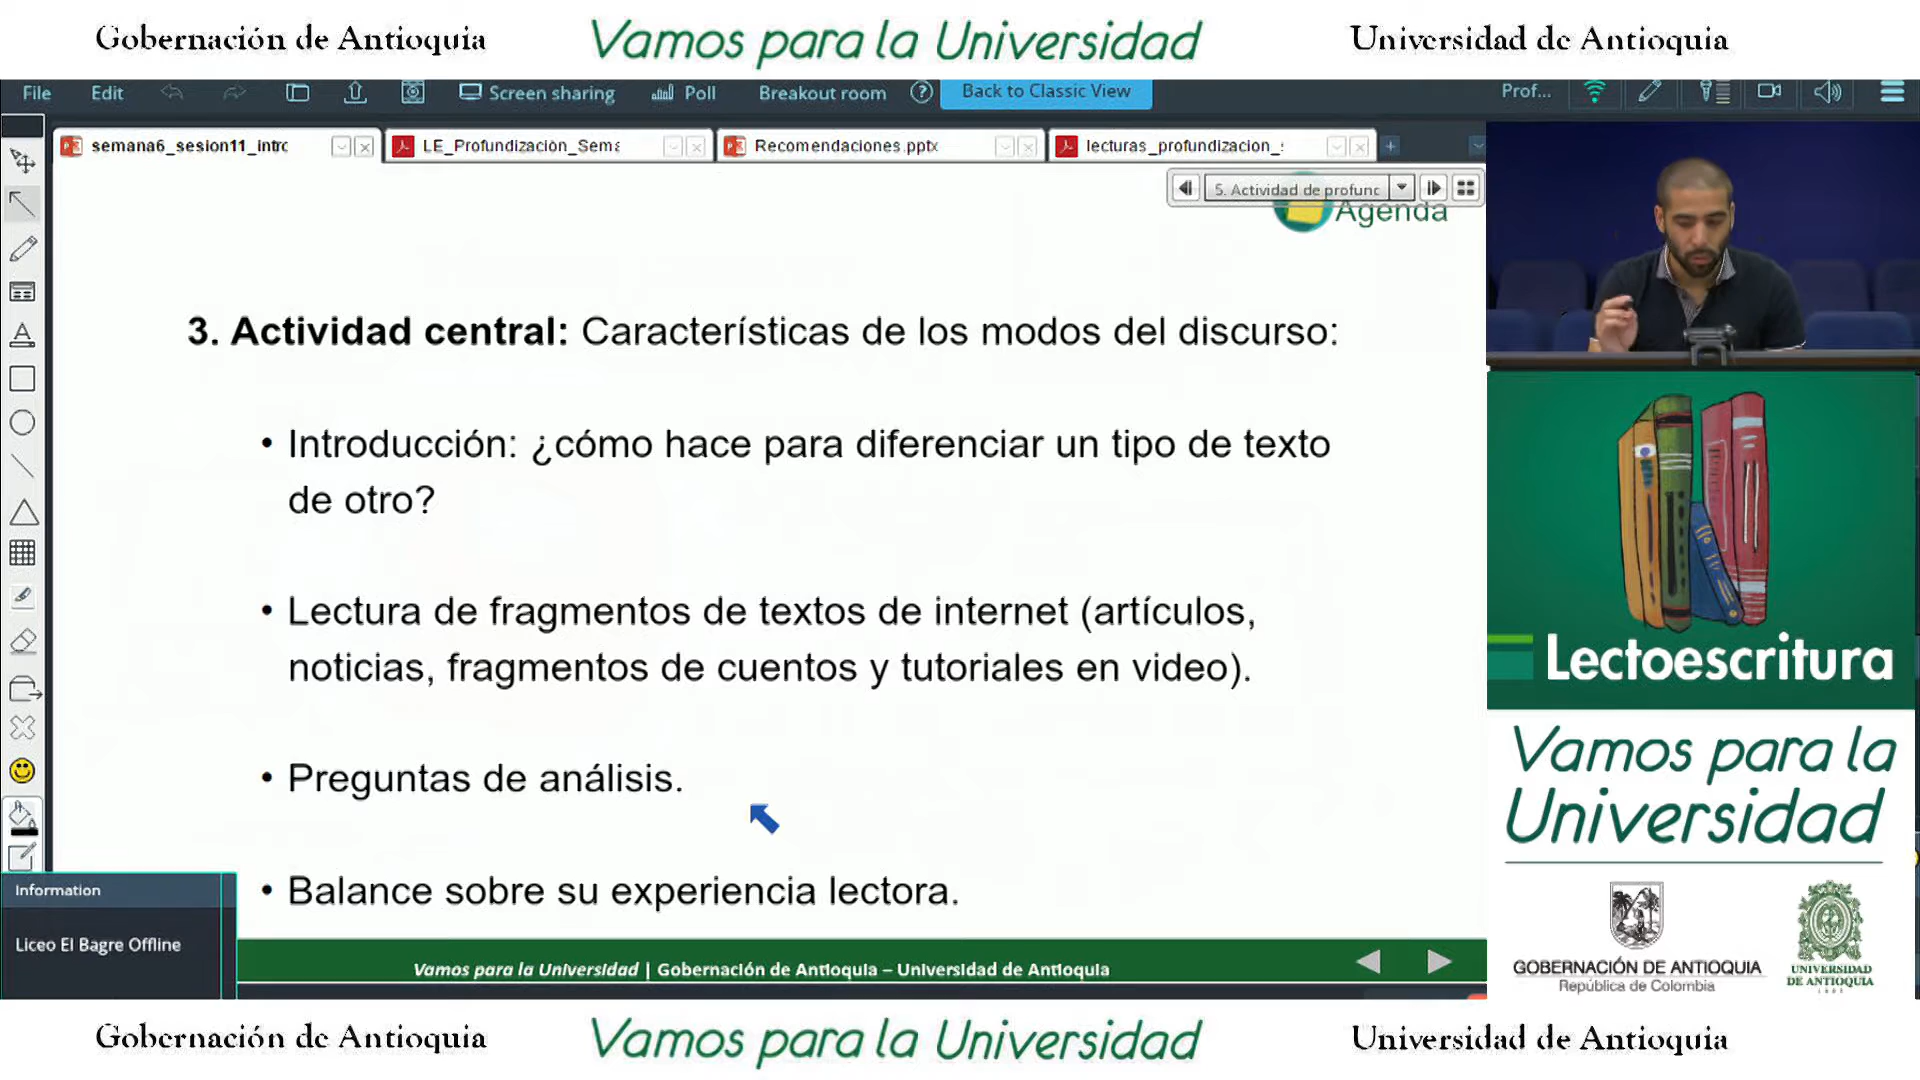 Gobernación de Antioquia
Vamos para la Universidad
Universidad de Antioquia
File Edit Screen sharing Poll Breakout room Back to Classic View Prof...
semana6_sesion11_intrc
LE_Profundización_Sema
Recomendaciones.pptx
lecturas_profundizacion_s
5. Actividad de profunc
Agenda
3. Actividad central: Características de los modos del discurso:
• Introducción: ¿cómo hace para diferenciar un tipo de texto
de otro?
• Lectura de fragmentos de textos de internet (artículos,
noticias, fragmentos de cuentos y tutoriales en video).
• Preguntas de análisis.
• Balance sobre su experiencia lectora.
Information
Liceo El Bagre Offline
Vamos para la Universidad | Gobernación de Antioquia – Universidad de Antioquia
Lectoescritura
Vamos para la
Universidad
GOBERNACIÓN DE ANTIOQUIA
República de Colombia
UNIVERSIDAD
DE ANTIOQUIA
1803
Gobernación de Antioquia
Vamos para la Universidad
Universidad de Antioquia